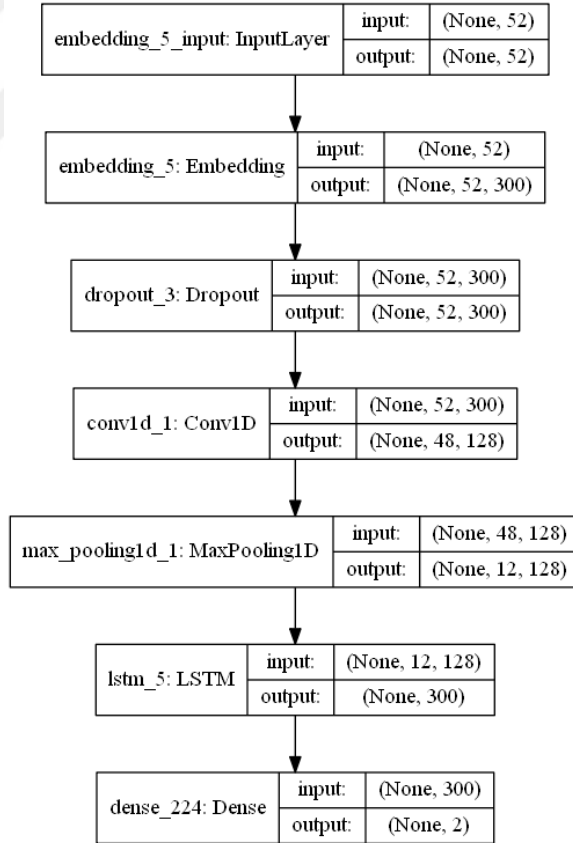 embedding_5_input: InputLayer
input: (None, 52)
output: (None, 52)
embedding_5: Embedding
input: (None, 52)
output: (None, 52, 300)
dropout_3: Dropout
input: (None, 52, 300)
output: (None, 52, 300)
conv1d_1: Conv1D
input: (None, 52, 300)
output: (None, 48, 128)
max_pooling1d_1: MaxPooling1D
input: (None, 48, 128)
output: (None, 12, 128)
lstm_5: LSTM
input: (None, 12, 128)
output: (None, 300)
dense_224: Dense
input: (None, 300)
output: (None, 2)